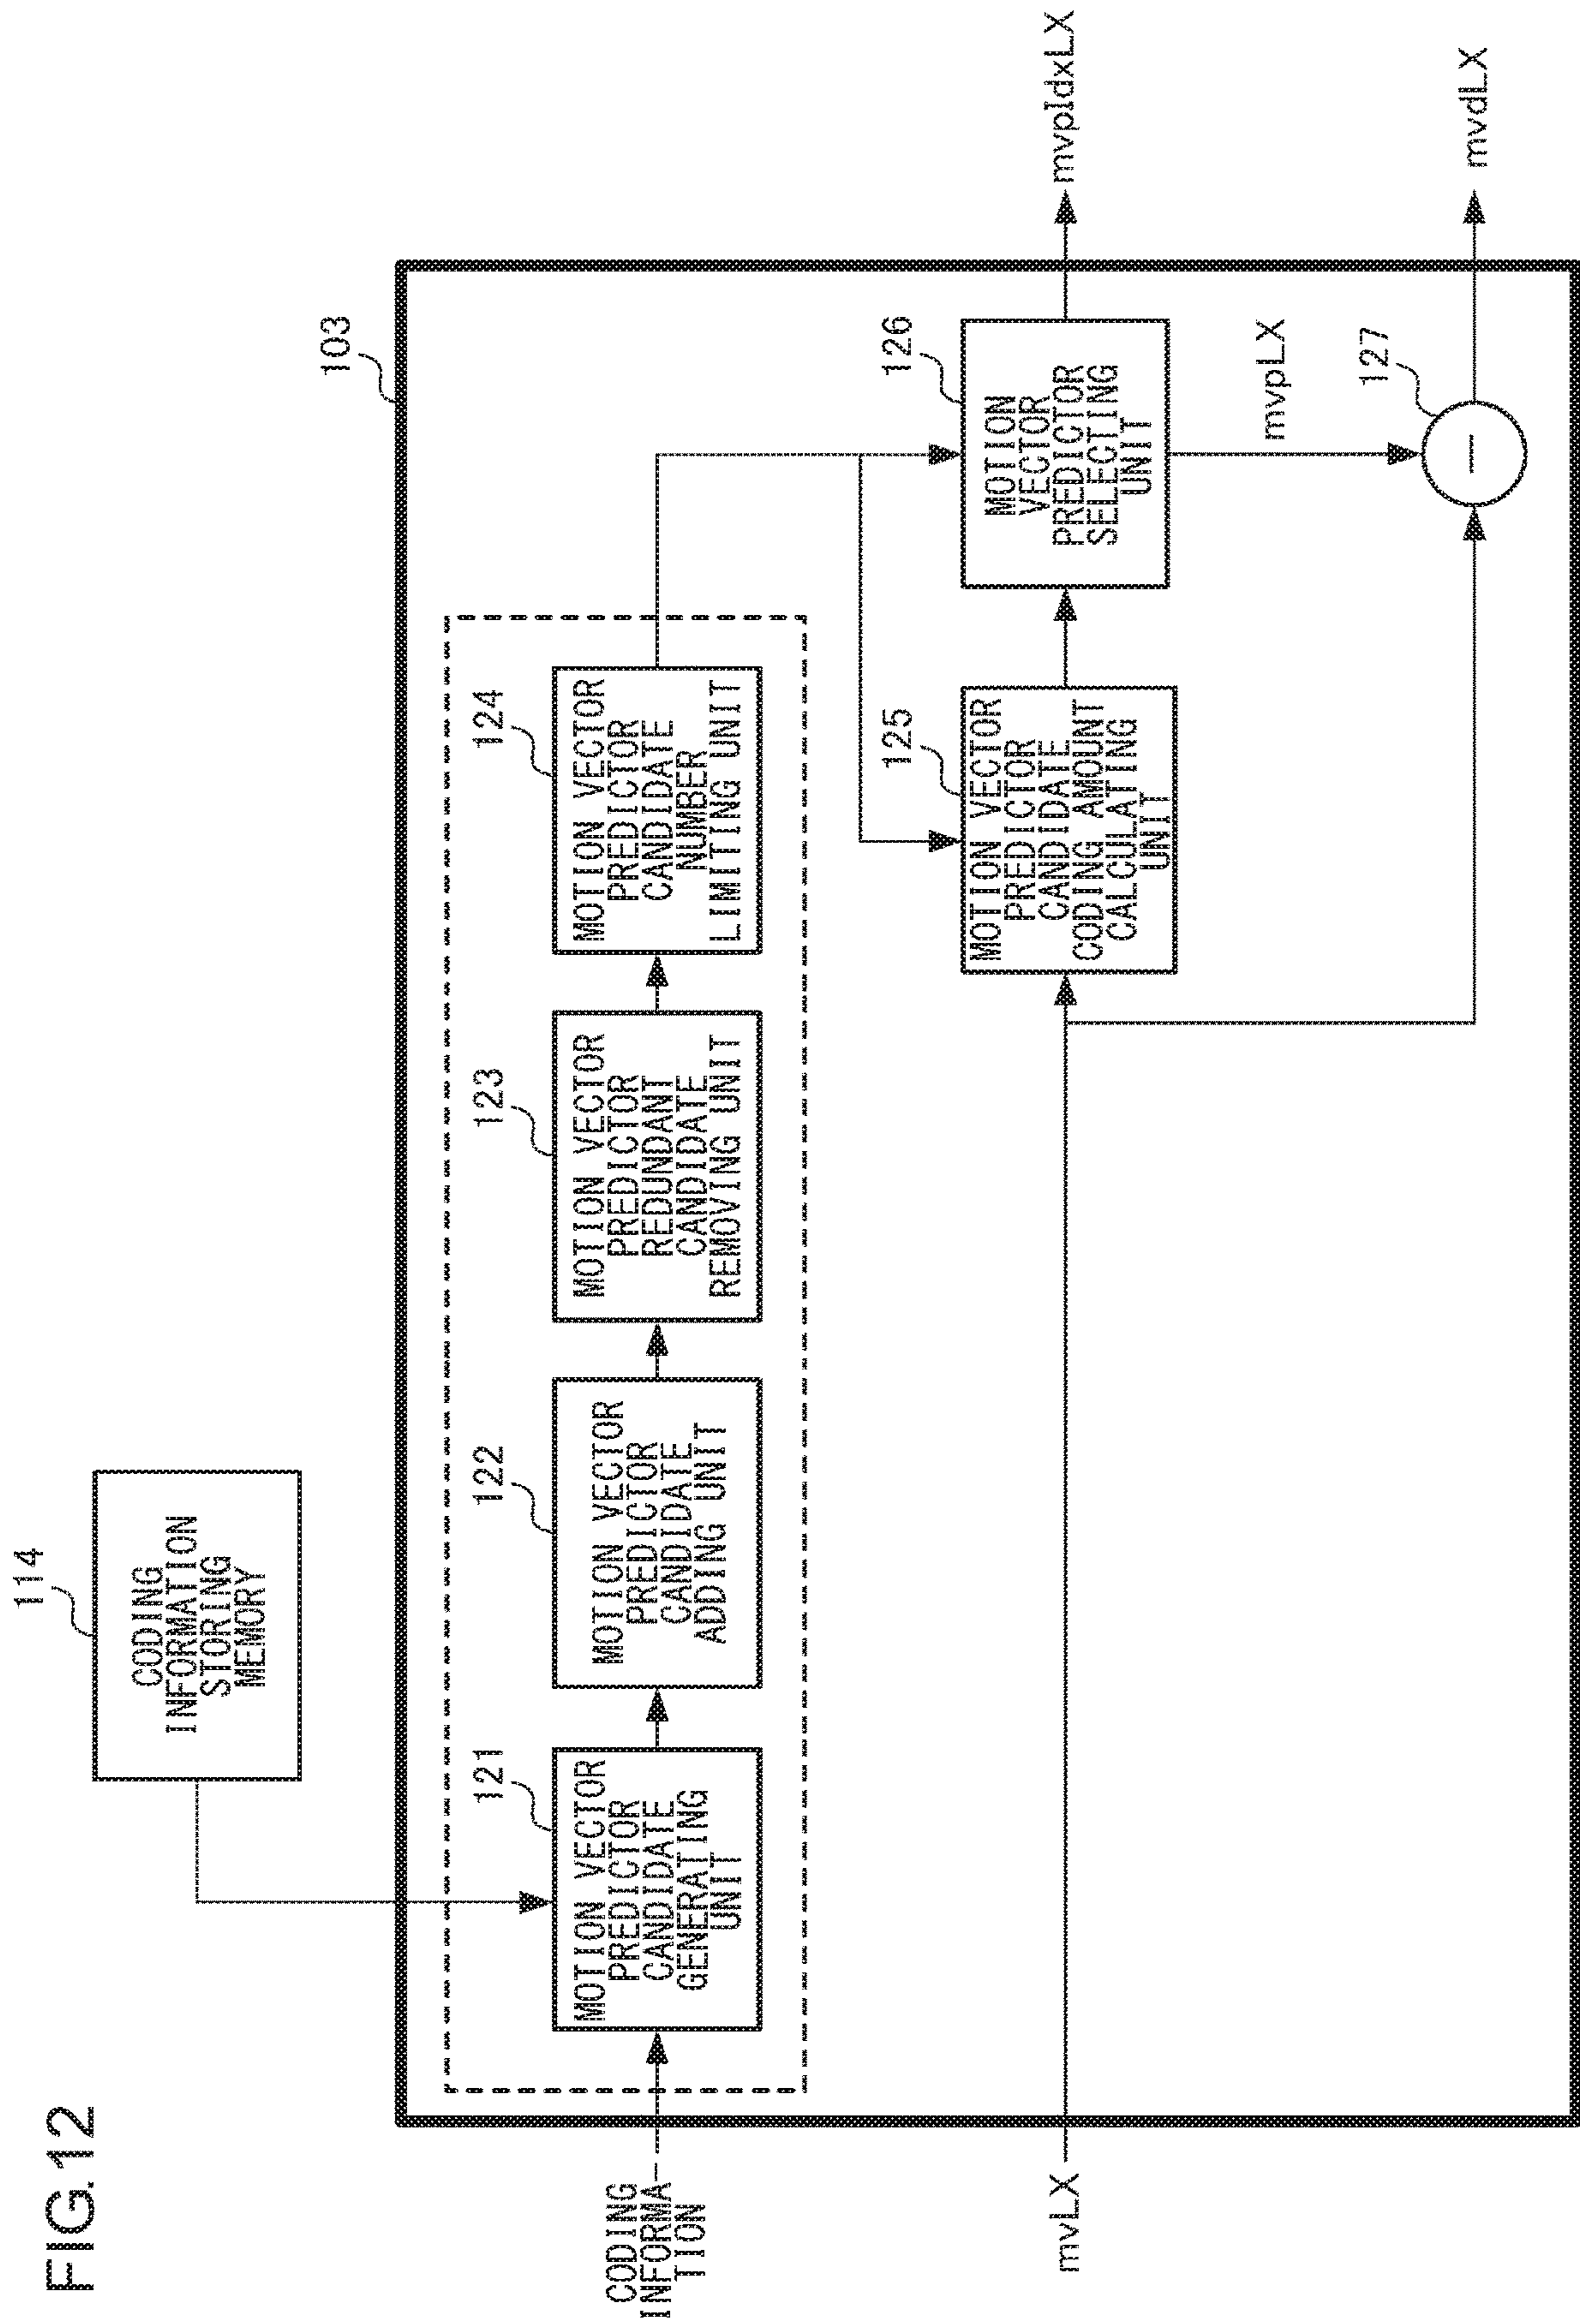 FIG.12
114
CODING
INFORMATION
STORING
MEMORY
103
121
MOTION VECTOR
PREDICTOR
CANDIDATE
GENERATING
UNIT
122
MOTION VECTOR
PREDICTOR
CANDIDATE
ADDING UNIT
123
MOTION VECTOR
PREDICTOR
REDUNDANT
CANDIDATE
REMOVING UNIT
124
MOTION VECTOR
PREDICTOR
CANDIDATE
NUMBER
LIMITING UNIT
CODING
INFORMA-
TION
125
MOTION VECTOR
PREDICTOR
CANDIDATE
CODING AMOUNT
CALCULATING
UNIT
126
MOTION
VECTOR
PREDICTOR
SELECTING
UNIT
mvpIdxLX
mvLX
mvpLX
127
−
mvdLX